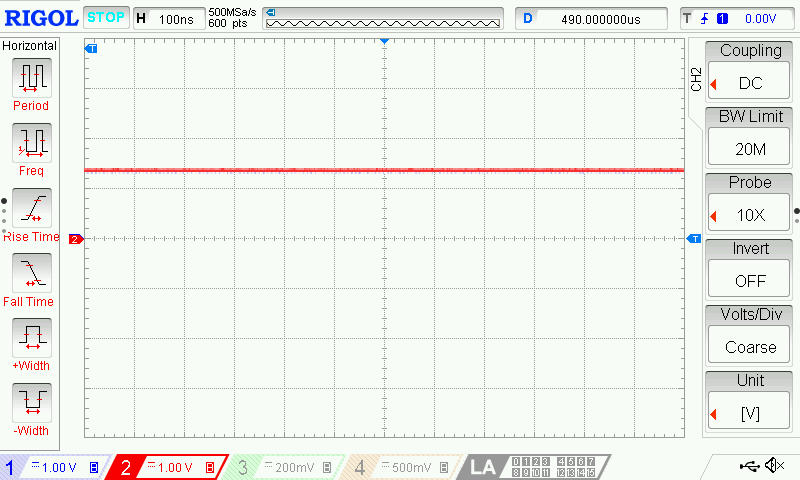 RIGOL STOP H 100ns 500MSa/s 600 pts D 490.000000us T 1 0.00V
Horizontal
Period
Freq
Rise Time
Fall Time
+Width
-Width
T
2
T
CH2
Coupling
DC
BW Limit
20M
Probe
10X
Invert
OFF
Volts/Div
Coarse
Unit
[V]
1 1.00 V B 2 1.00 V B 3 200mV B 4 500mV B LA 0 1 2 3 4 5 6 7
8 9 10 11 12 13 14 15